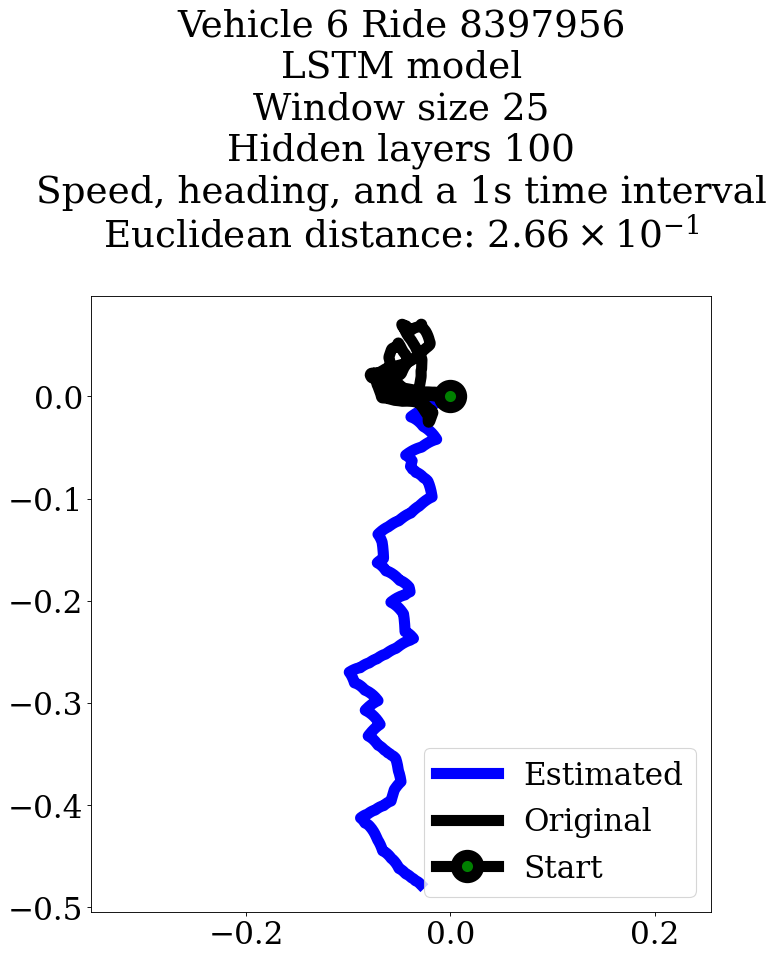 Vehicle 6 Ride 8397956
LSTM model
Window size 25
Hidden layers 100
Speed, heading, and a 1s time interval
Euclidean distance: 2.66 × 10⁻¹
0.0
−0.1
−0.2
−0.3
−0.4
−0.5
−0.2 0.0 0.2
Estimated
Original
Start